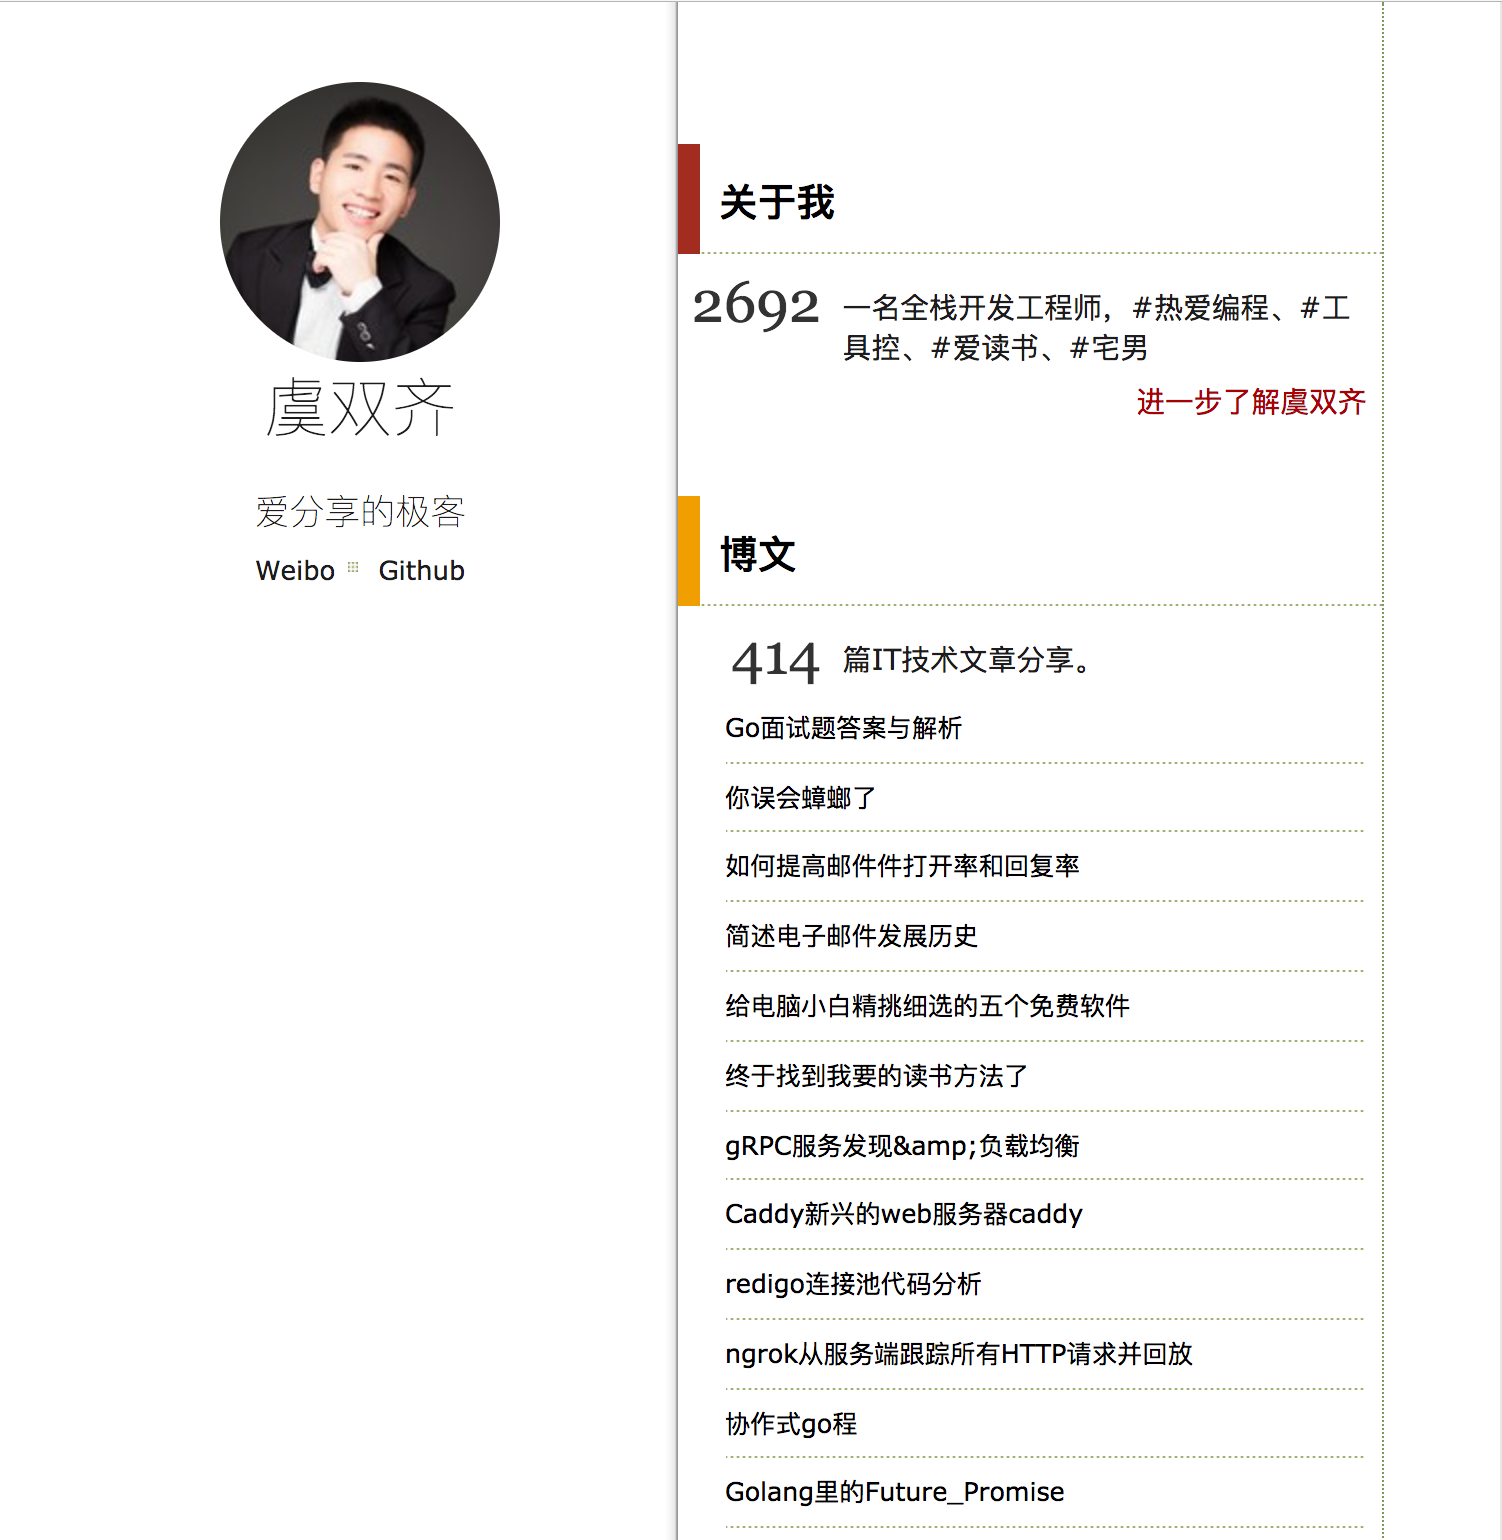 虞双齐
爱分享的极客
Weibo Github
关于我
2692 一名全栈开发工程师，#热爱编程、#工
具控、#爱读书、#宅男
进一步了解虞双齐
博文
414 篇IT技术文章分享。
Go面试题答案与解析
你误会蟑螂了
如何提高邮件件打开率和回复率
简述电子邮件发展历史
给电脑小白精挑细选的五个免费软件
终于找到我要的读书方法了
gRPC服务发现&amp;负载均衡
Caddy新兴的web服务器caddy
redigo连接池代码分析
ngrok从服务端跟踪所有HTTP请求并回放
协作式go程
Golang里的Future_Promise